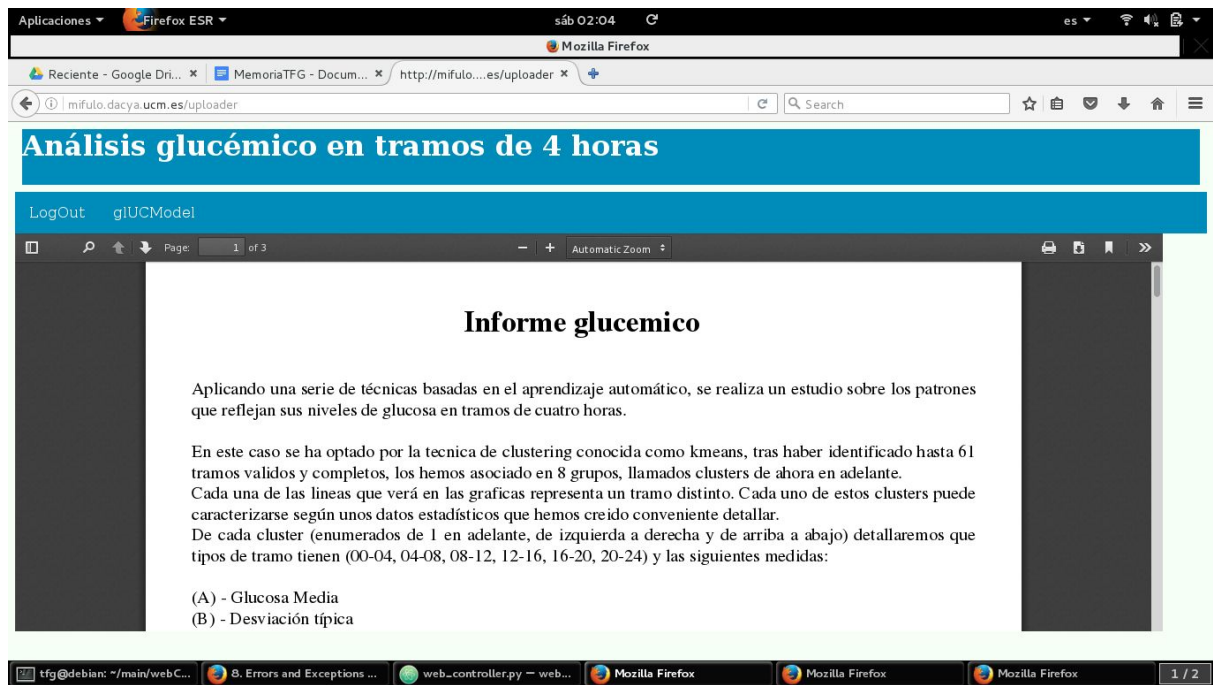 Aplicaciones Firefox ESR sáb 02:04 es
Mozilla Firefox
Reciente - Google Dri... MemoriaTFG - Docum... http://mifulo....es/uploader
mifulo.dacya.ucm.es/uploader Search
Análisis glucémico en tramos de 4 horas
LogOut glUCModel
Page: 1 of 3 Automatic Zoom
Informe glucemico
Aplicando una serie de técnicas basadas en el aprendizaje automático, se realiza un estudio sobre los patrones
que reflejan sus niveles de glucosa en tramos de cuatro horas.
En este caso se ha optado por la tecnica de clustering conocida como kmeans, tras haber identificado hasta 61
tramos validos y completos, los hemos asociado en 8 grupos, llamados clusters de ahora en adelante.
Cada una de las lineas que verá en las graficas representa un tramo distinto. Cada uno de estos clusters puede
caracterizarse según unos datos estadísticos que hemos creido conveniente detallar.
De cada cluster (enumerados de 1 en adelante, de izquierda a derecha y de arriba a abajo) detallaremos que
tipos de tramo tienen (00-04, 04-08, 08-12, 12-16, 16-20, 20-24) y las siguientes medidas:
(A) - Glucosa Media
(B) - Desviación típica
tfg@debian: ~/main/webC... 8. Errors and Exceptions ... web_controller.py — web... Mozilla Firefox Mozilla Firefox Mozilla Firefox 1 / 2